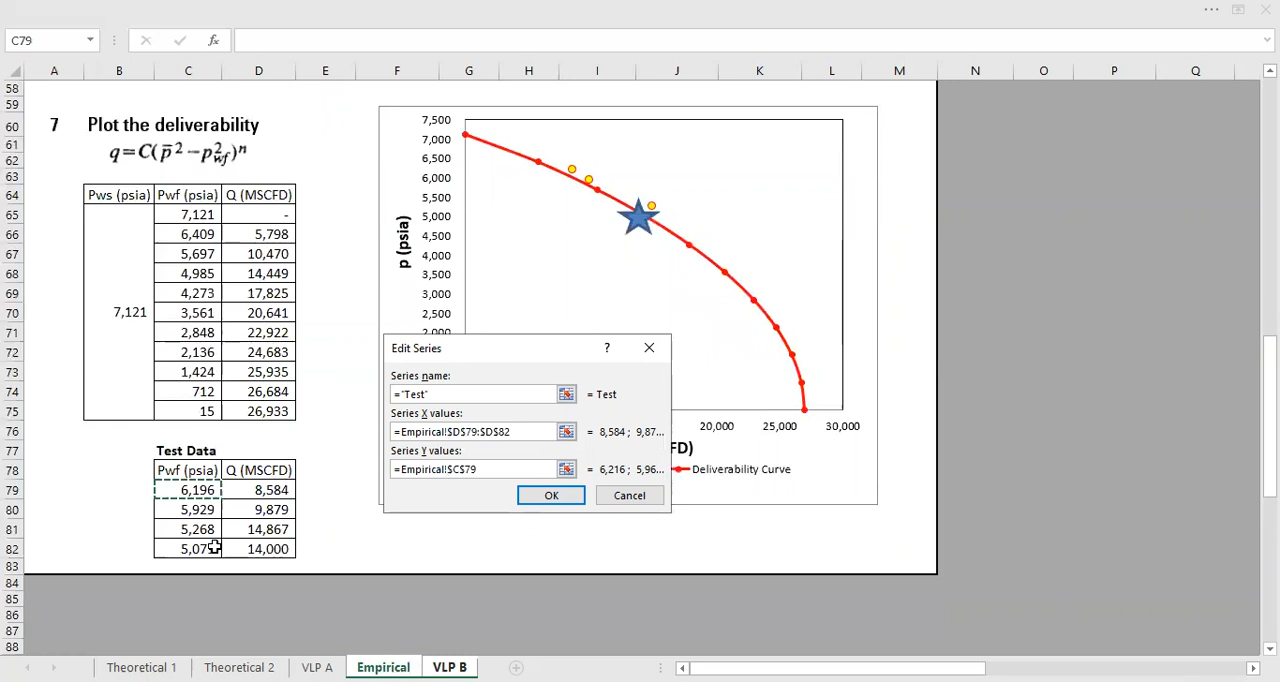 C79
fx
A B C D E F G H I J K L M N O P Q
58
59
60 7 Plot the deliverability
61 q=C(p̄²−p²wf)ⁿ
62
63
64 Pws (psia) Pwf (psia) Q (MSCFD)
65 7,121 -
66 6,409 5,798
67 5,697 10,470
68 4,985 14,449
69 4,273 17,825
70 7,121 3,561 20,641
71 2,848 22,922
72 2,136 24,683
73 1,424 25,935
74 712 26,684
75 15 26,933
76
77 Test Data
78 Pwf (psia) Q (MSCFD)
79 6,196 8,584
80 5,929 9,879
81 5,268 14,867
82 14,000
83
84
85
86
87
88
p (psia)
7,500
7,000
6,500
6,000
5,500
5,000
4,500
4,000
3,500
3,000
2,500
2,000
20,000 25,000 30,000
FD)
Deliverability Curve
Edit Series ?
Series name:
="Test" = Test
Series X values:
=Empirical!$D$79:$D$82 = 8,584 ; 9,87...
Series Y values:
=Empirical!$C$79 = 6,216 ; 5,96...
OK Cancel
Theoretical 1 Theoretical 2 VLP A Empirical VLP B